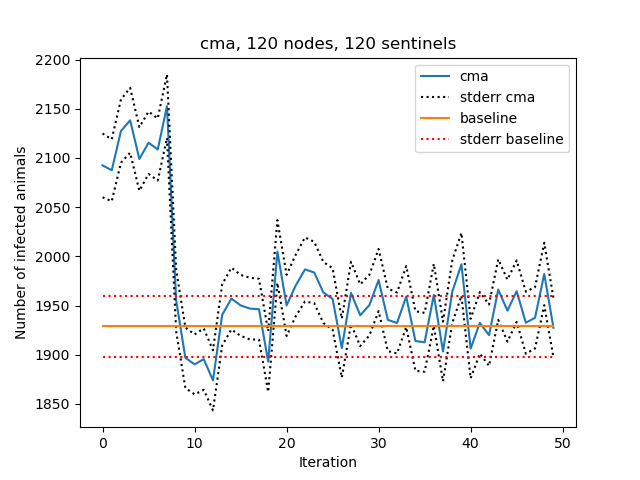 cma, 120 nodes, 120 sentinels
2200
2150
2100
2050
2000
1950
1900
1850
Number of infected animals
cma
stderr cma
baseline
stderr baseline
0 10 20 30 40 50
Iteration